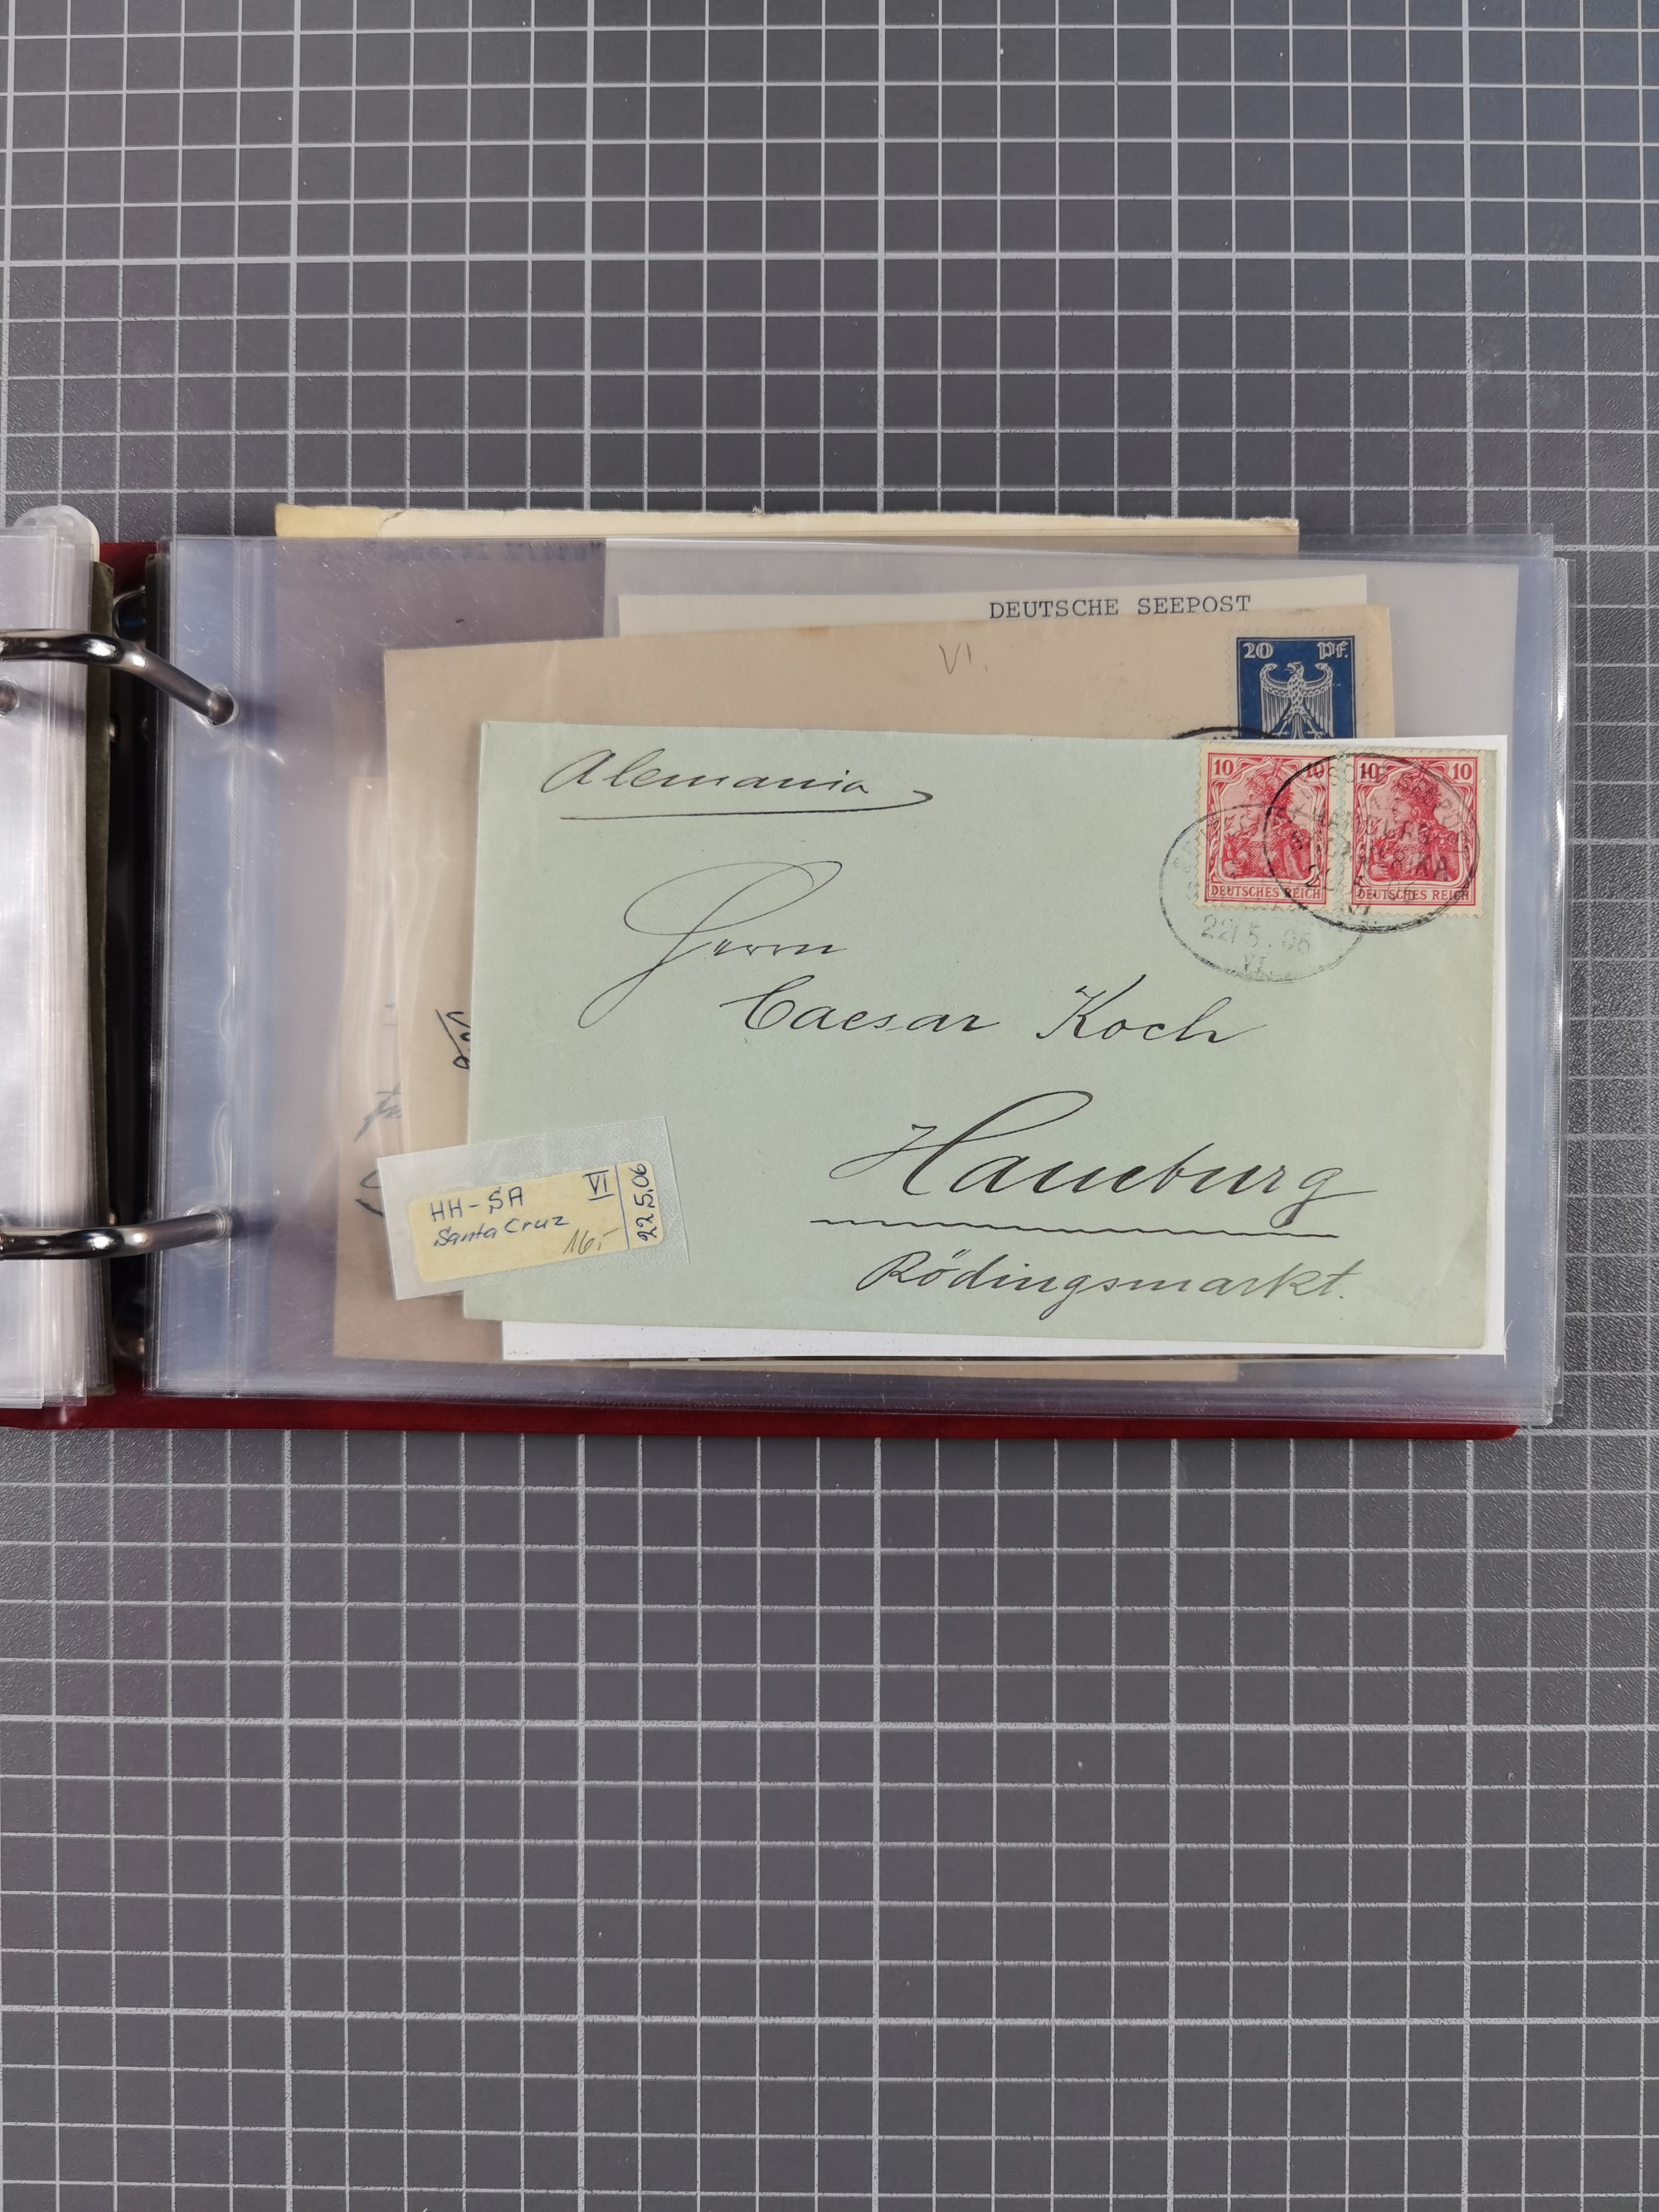 DEUTSCHE SEEPOST
VI.
20 Pf.
Alemania
10 10 10 10
DEUTSCHES REICH DEUTSCHES REICH
22 5.06
VI.
Herrn
Caesar Koch
Hamburg
Rödingsmarkt.
HH-SA VI
Santa Cruz
16,-
22.5.06